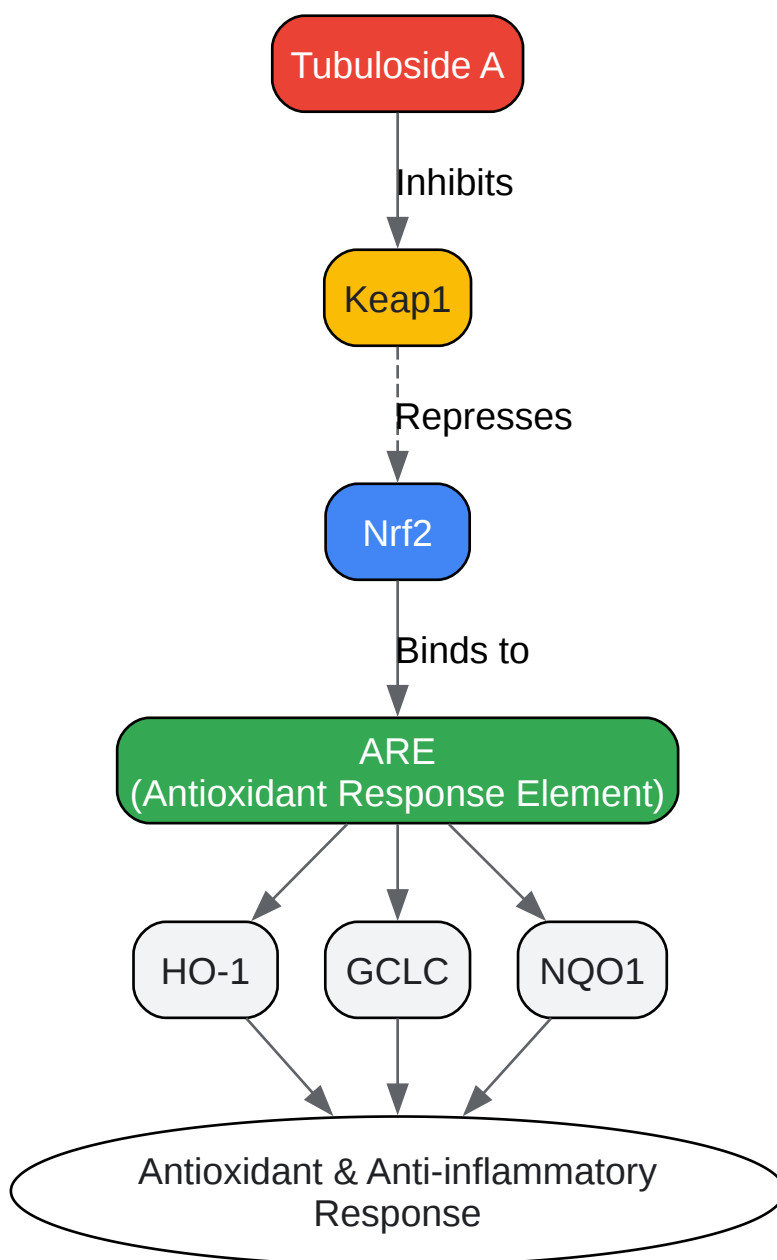 Tubuloside A
Inhibits
Keap1
Represses
Nrf2
Binds to
ARE
(Antioxidant Response Element)
HO-1
GCLC
NQO1
Antioxidant & Anti-inflammatory
Response